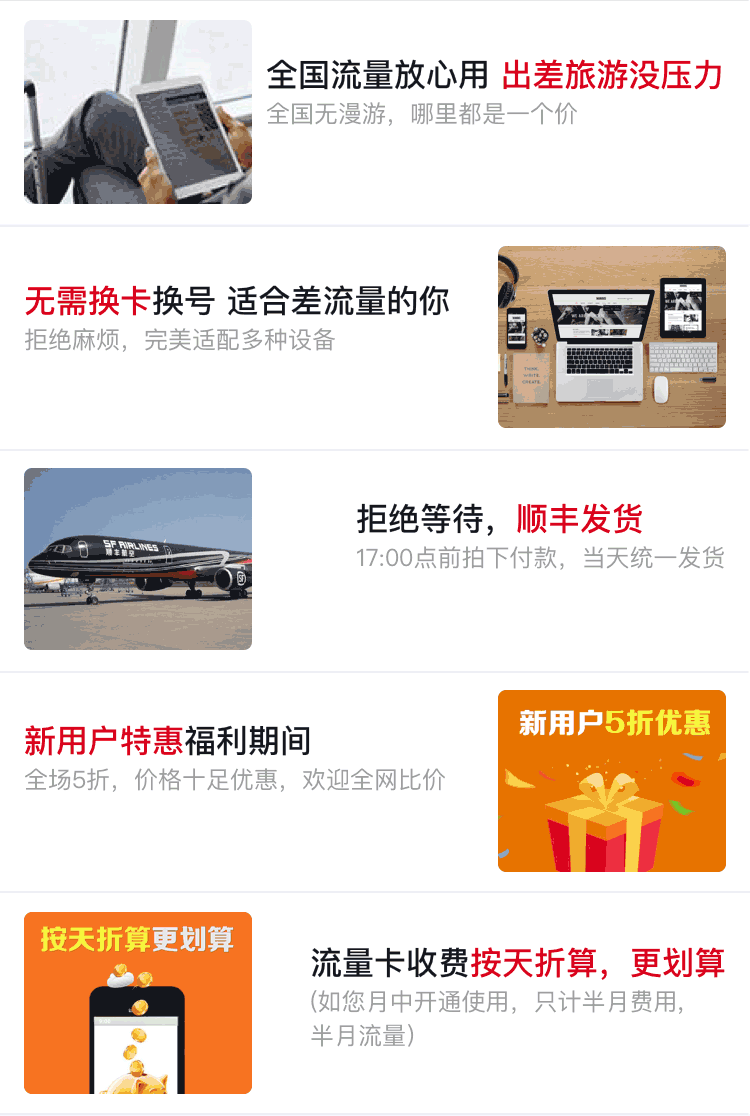 全国流量放心用 出差旅游没压力
全国无漫游，哪里都是一个价
无需换卡换号 适合差流量的你
拒绝麻烦，完美适配多种设备
THINK.
WRITE.
CREATE.
SF AIRLINES
顺丰航空
SF
拒绝等待，顺丰发货
17:00点前拍下付款，当天统一发货
新用户特惠福利期间
全场5折，价格十足优惠，欢迎全网比价
新用户5折优惠
按天折算更划算
流量卡收费按天折算，更划算
(如您月中开通使用，只计半月费用,
半月流量）